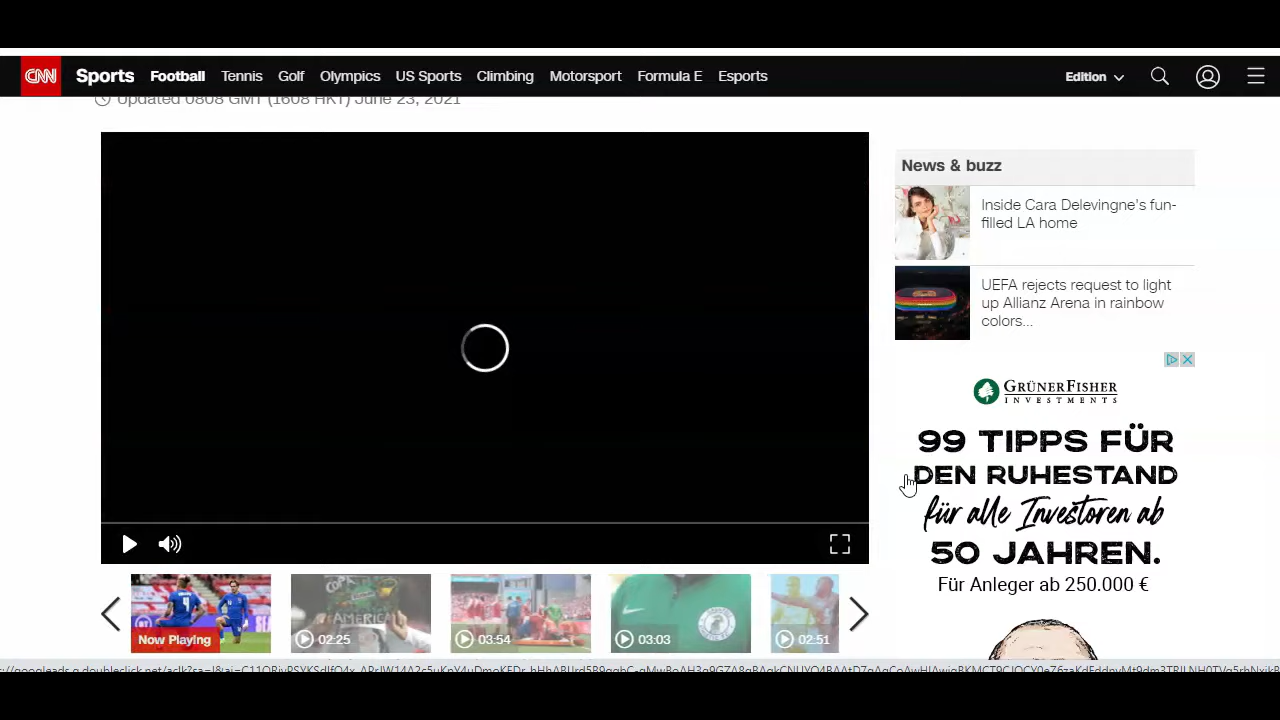 CNN Sports Football Tennis Golf Olympics US Sports Climbing Motorsport Formula E Esports Edition
Updated 0808 GMT (1608 HKT) June 23, 2021
News & buzz
Inside Cara Delevingne's fun-
filled LA home
UEFA rejects request to light
up Allianz Arena in rainbow
colors...
GRÜNERFISHER
INVESTMENTS
99 TIPPS FÜR
DEN RUHESTAND
für alle Investoren ab
50 JAHREN.
Für Anleger ab 250.000 €
Now Playing
02:25
COPA
AMERICA
03:54
03:03
02:51